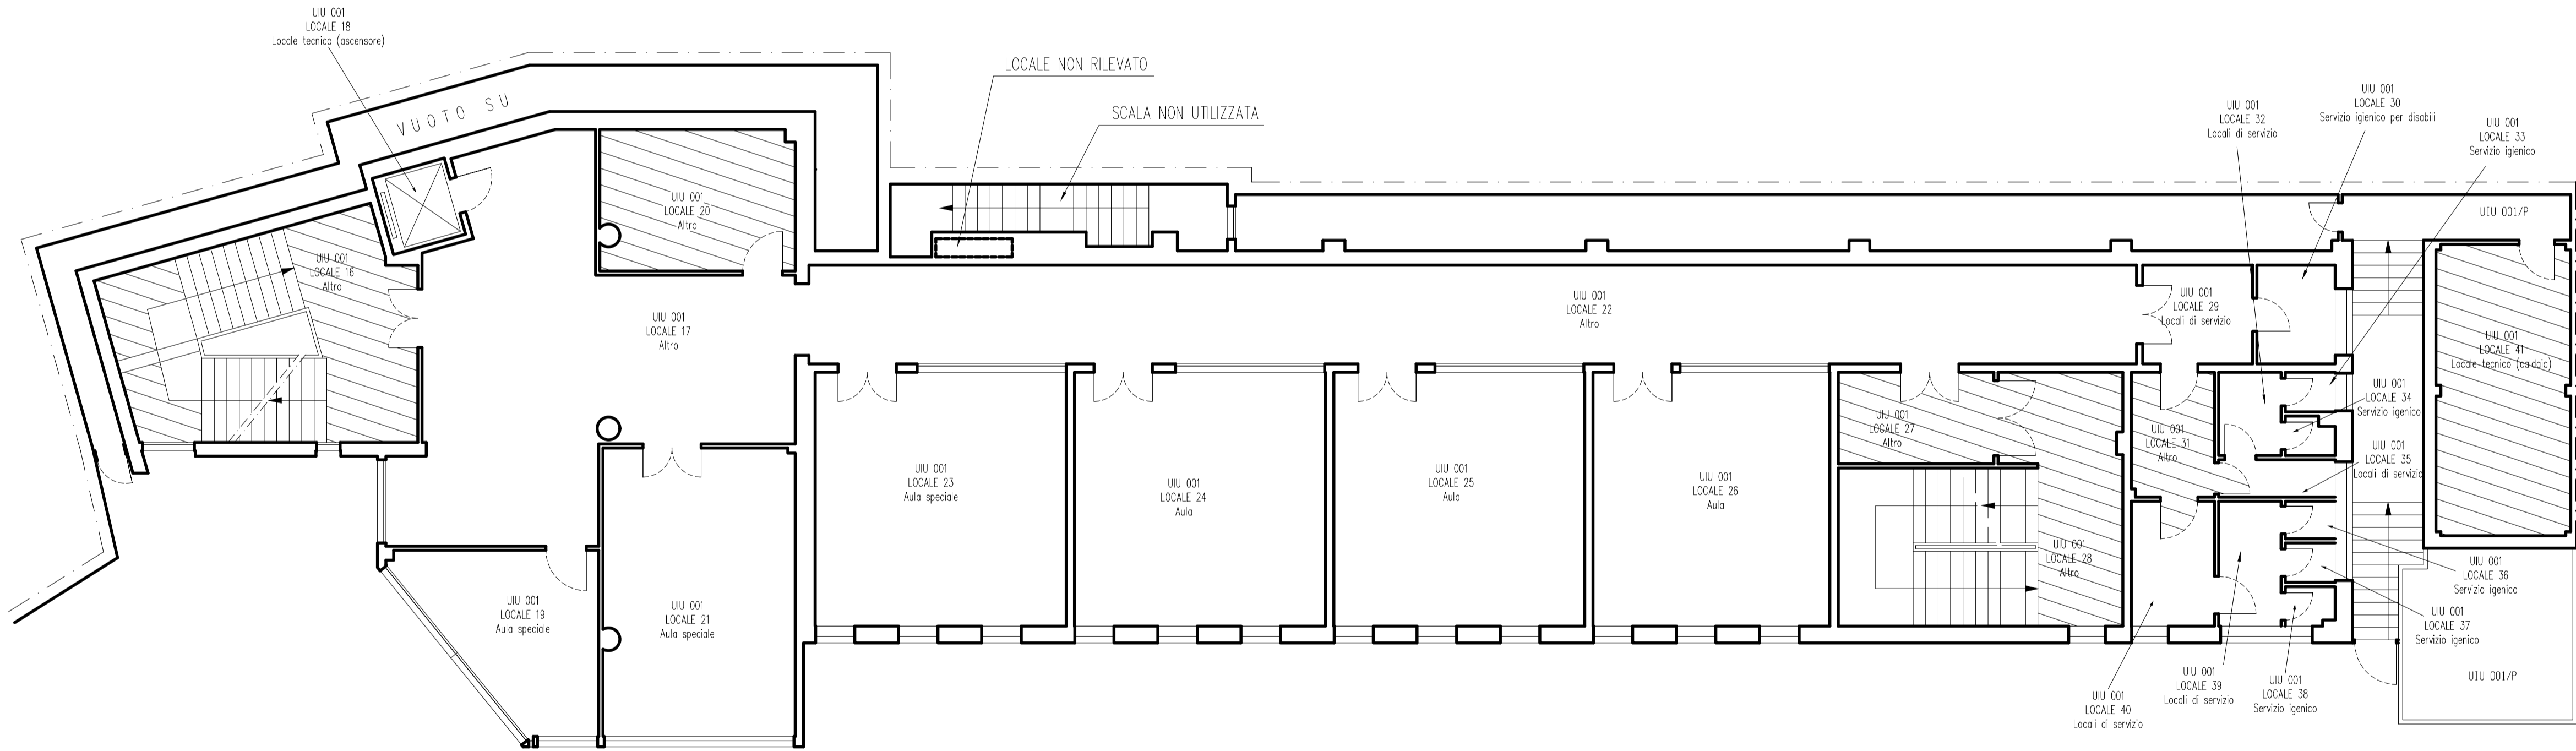 UIU 001
LOCALE 18
Locale tecnico (ascensore)
VUOTO SU
LOCALE NON RILEVATO
SCALA NON UTILIZZATA
UIU 001
LOCALE 32
Locali di servizio
UIU 001
LOCALE 30
Servizio igienico per disabili
UIU 001
LOCALE 33
Servizio igienico
UIU 001
LOCALE 20
Altro
UIU 001/P
UIU 001
LOCALE 16
Altro
UIU 001
LOCALE 17
Altro
UIU 001
LOCALE 22
Altro
UIU 001
LOCALE 29
Locali di servizio
UIU 001
LOCALE 41
Locale tecnico (caldaia)
UIU 001
LOCALE 34
Servizio igenico
UIU 001
LOCALE 27
Altro
UIU 001
LOCALE 31
Altro
UIU 001
LOCALE 35
Locali di servizio
UIU 001
LOCALE 23
Aula speciale
UIU 001
LOCALE 24
Aula
UIU 001
LOCALE 25
Aula
UIU 001
LOCALE 26
Aula
UIU 001
LOCALE 28
Altro
UIU 001
LOCALE 36
Servizio igenico
UIU 001
LOCALE 19
Aula speciale
UIU 001
LOCALE 21
Aula speciale
UIU 001
LOCALE 37
Servizio igenico
UIU 001
LOCALE 40
Locali di servizio
UIU 001
LOCALE 39
Locali di servizio
UIU 001
LOCALE 38
Servizio igenico
UIU 001/P